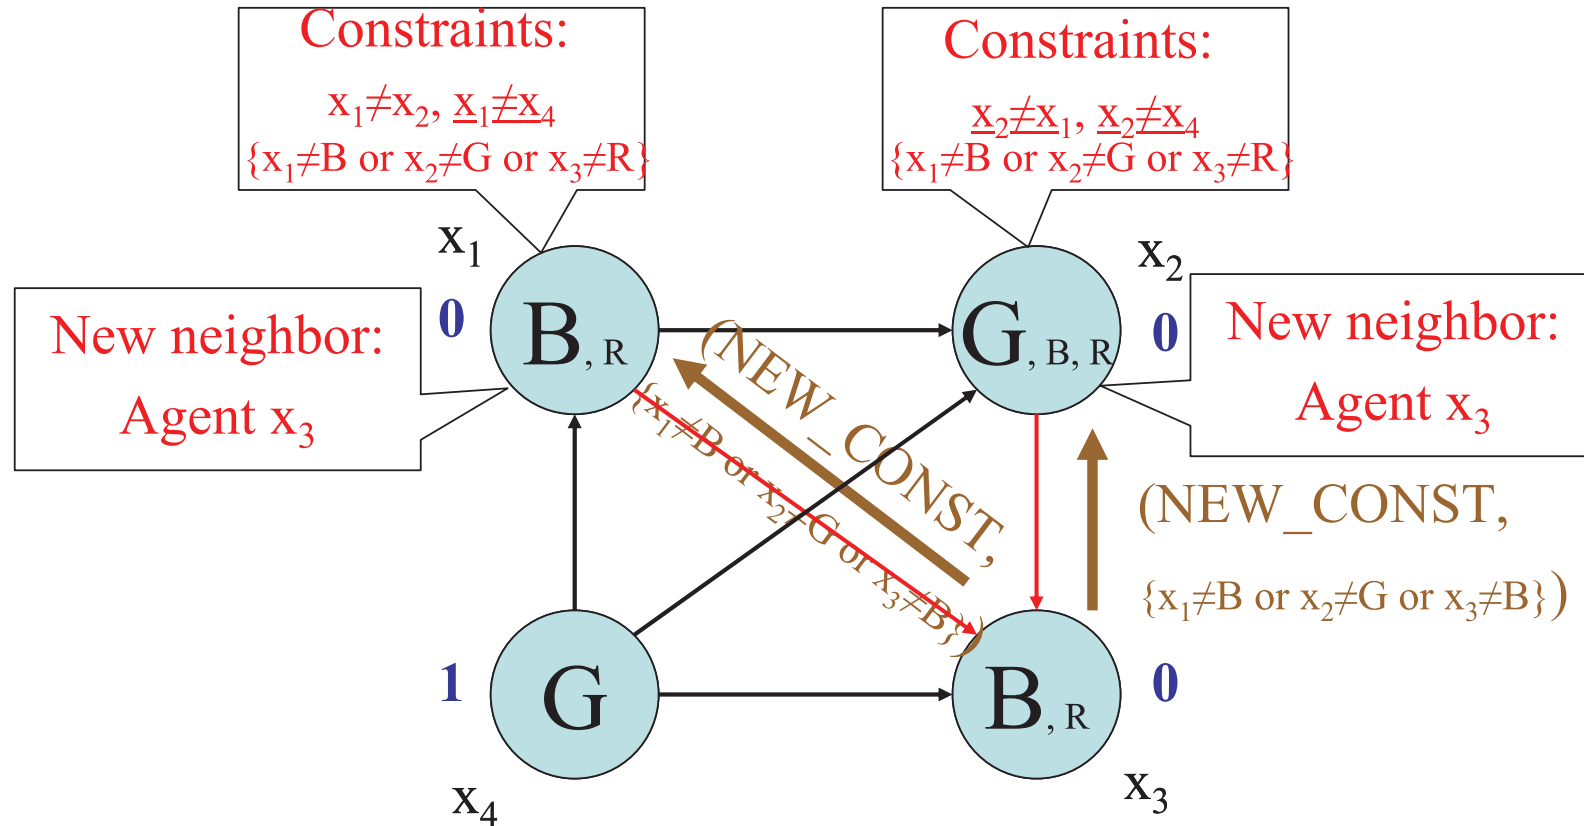 Constraints:
x₁≠x₂, x₁≠x₄
{x₁≠B or x₂≠G or x₃≠R}
Constraints:
x₂≠x₁, x₂≠x₄
{x₁≠B or x₂≠G or x₃≠R}
x₁
x₂
New neighbor:
Agent x₃
0
B, R
G, B, R
0
New neighbor:
Agent x₃
(NEW_CONST,
{x₁≠B or x₂≠G or x₃≠B})
(NEW_CONST,
{x₁≠B or x₂≠G or x₃≠B})
1
G
B, R
0
x₄
x₃